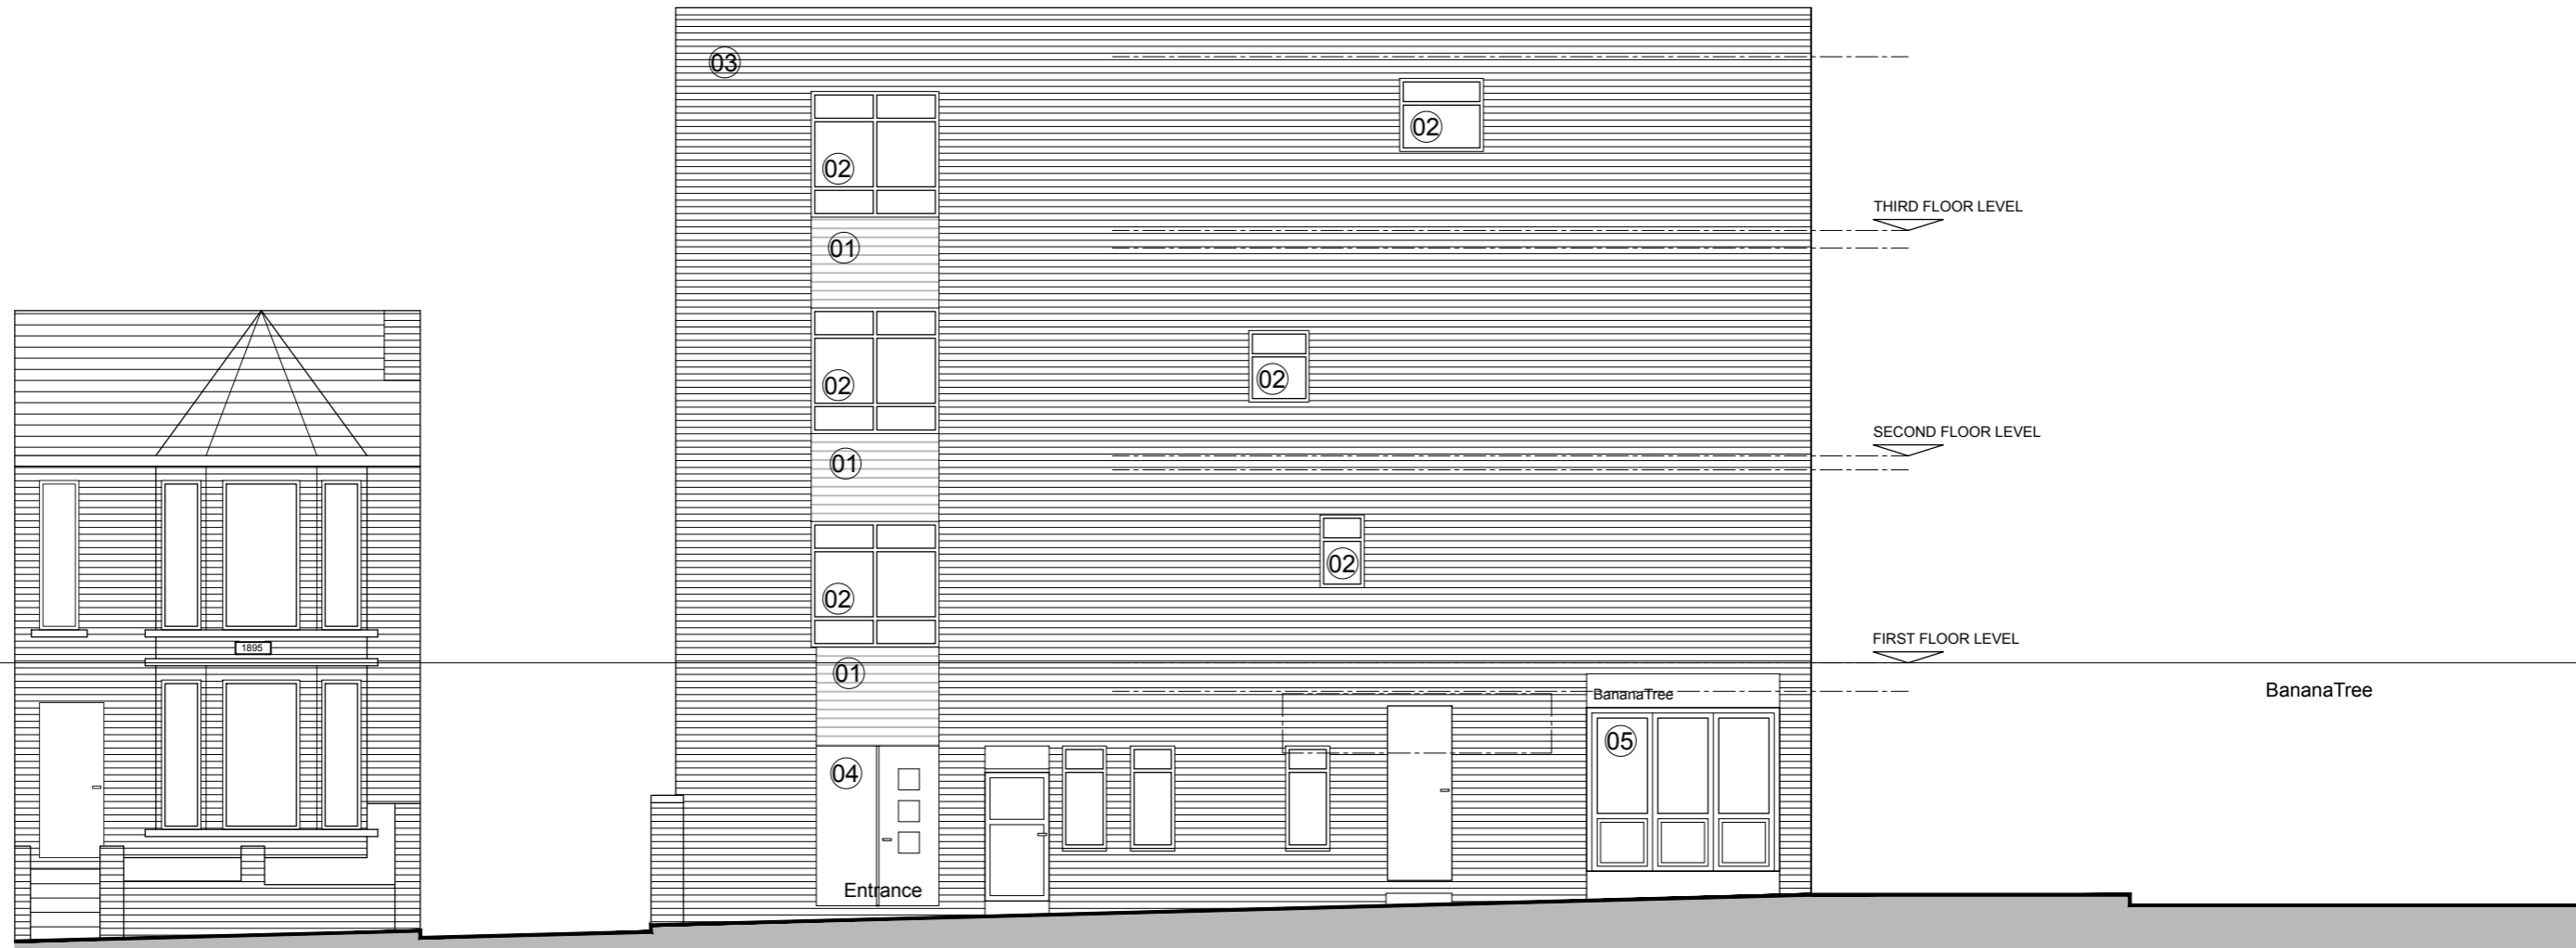 03
02
02
THIRD FLOOR LEVEL
01
02
02
SECOND FLOOR LEVEL
01
02
02
FIRST FLOOR LEVEL
1895
01
BananaTree
BananaTree
05
04
Entrance